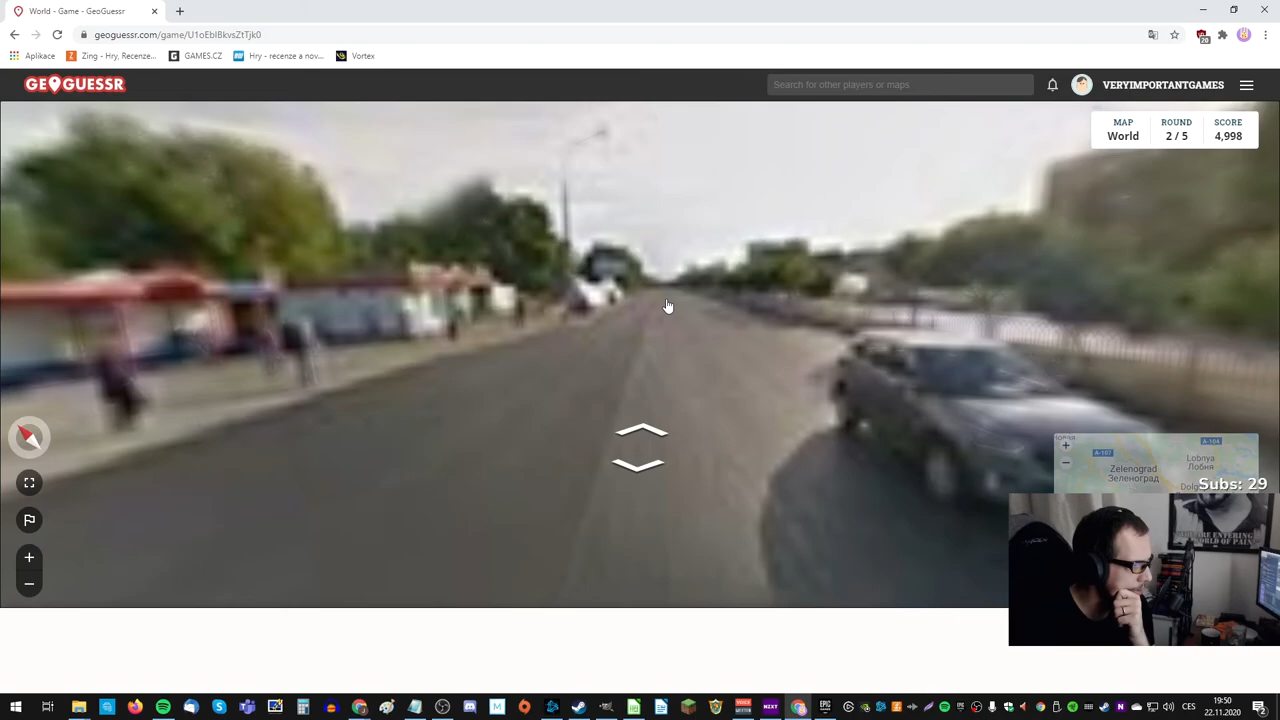 World - Game - GeoGuessr
geoguessr.com/game/U1oEbIBkvsZtTjk0
20
Aplikace
Zing - Hry, Recenze...
GAMES.CZ
Hry - recenze a nov...
Vortex
GEOGUESSR
Search for other players or maps
VERYIMPORTANTGAMES
MAP ROUND SCORE
World 2 / 5 4,998
A-107
A-104
Zelenograd
Зеленоград
Lobnya
Лобня
Subs: 29
CES
19:50
22.11.2020